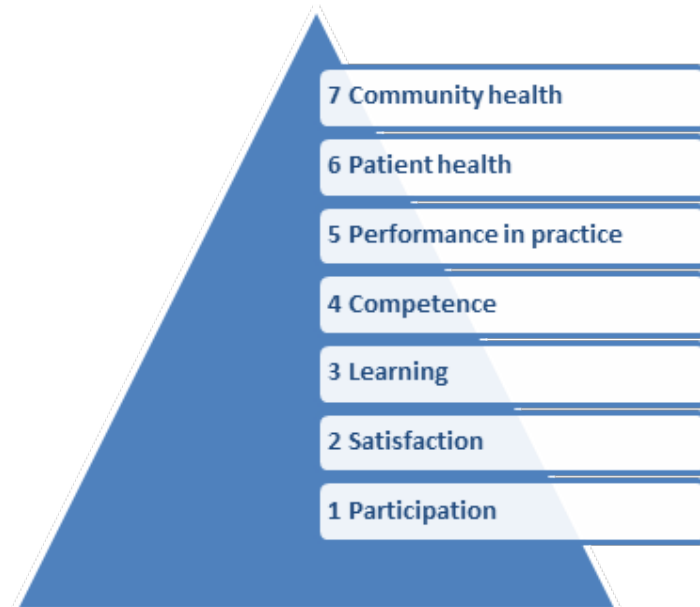 7 Community health
6 Patient health
5 Performance in practice
4 Competence
3 Learning
2 Satisfaction
1 Participation